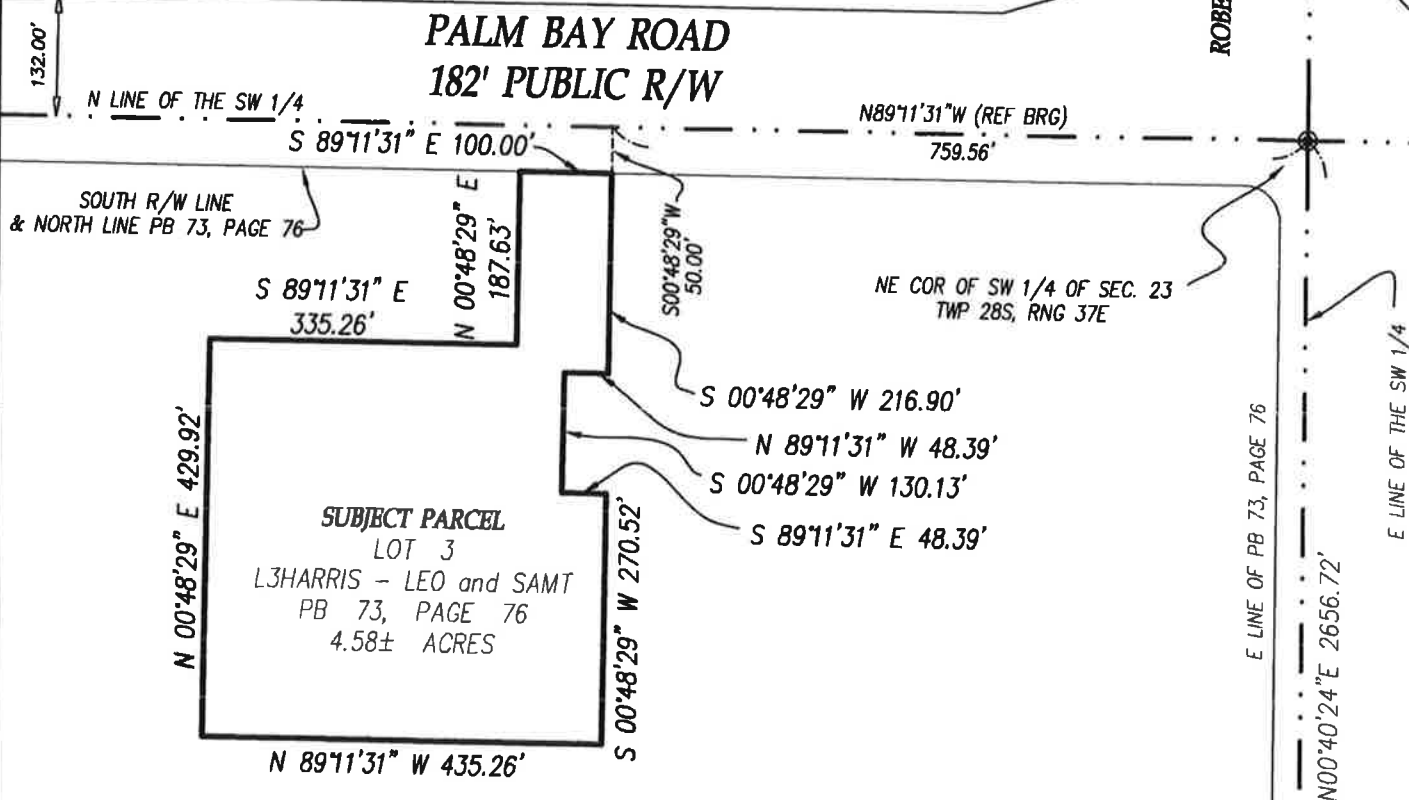 132.00'
PALM BAY ROAD
182' PUBLIC R/W
ROBE
N LINE OF THE SW 1/4
N89°11'31"W (REF BRG)
759.56'
S 89°11'31" E 100.00'
SOUTH R/W LINE
& NORTH LINE PB 73, PAGE 76
N 00°48'29" E
187.63'
S00°48'29"W
50.00'
S 89°11'31" E
335.26'
NE COR OF SW 1/4 OF SEC. 23
TWP 28S, RNG 37E
S 00°48'29" W 216.90'
N 89°11'31" W 48.39'
S 00°48'29" W 130.13'
S 89°11'31" E 48.39'
N 00°48'29" E 429.92'
SUBJECT PARCEL
LOT 3
L3HARRIS - LEO and SAMT
PB 73, PAGE 76
4.58± ACRES
S 00°48'29" W 270.52'
N 89°11'31" W 435.26'
E LINE OF PB 73, PAGE 76
N00°40'24"E 2656.72'
E LINE OF THE SW 1/4